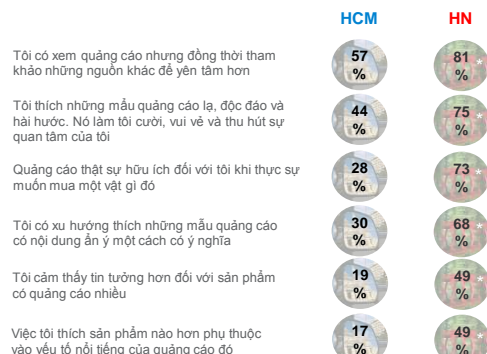 HCM HN
Tôi có xem quảng cáo nhưng đồng thời tham
khảo những nguồn khác để yên tâm hơn
57
%
81
%
*
Tôi thích những mẩu quảng cáo lạ, độc đáo và
hài hước. Nó làm tôi cười, vui vẻ và thu hút sự
quan tâm của tôi
44
%
75
%
*
Quảng cáo thật sự hữu ích đối với tôi khi thực sự
muốn mua một vật gì đó
28
%
73
%
*
Tôi có xu hướng thích những mẩu quảng cáo
có nội dung ẩn ý một cách có ý nghĩa
30
%
68
%
*
Tôi cảm thấy tin tưởng hơn đối với sản phẩm
có quảng cáo nhiều
19
%
49
%
*
Việc tôi thích sản phẩm nào hơn phụ thuộc
vào yếu tố nổi tiếng của quảng cáo đó
17
%
49
%
*